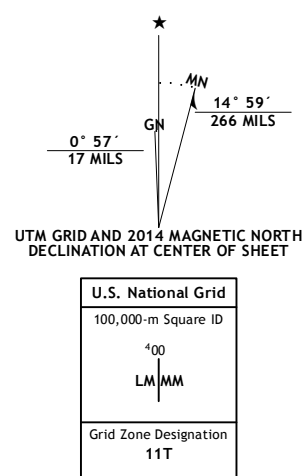 ★
MN
GN
14° 59´
266 MILS
0° 57´
17 MILS
UTM GRID AND 2014 MAGNETIC NORTH
DECLINATION AT CENTER OF SHEET
U.S. National Grid
100,000-m Square ID
⁴00
LM MM
Grid Zone Designation
11T